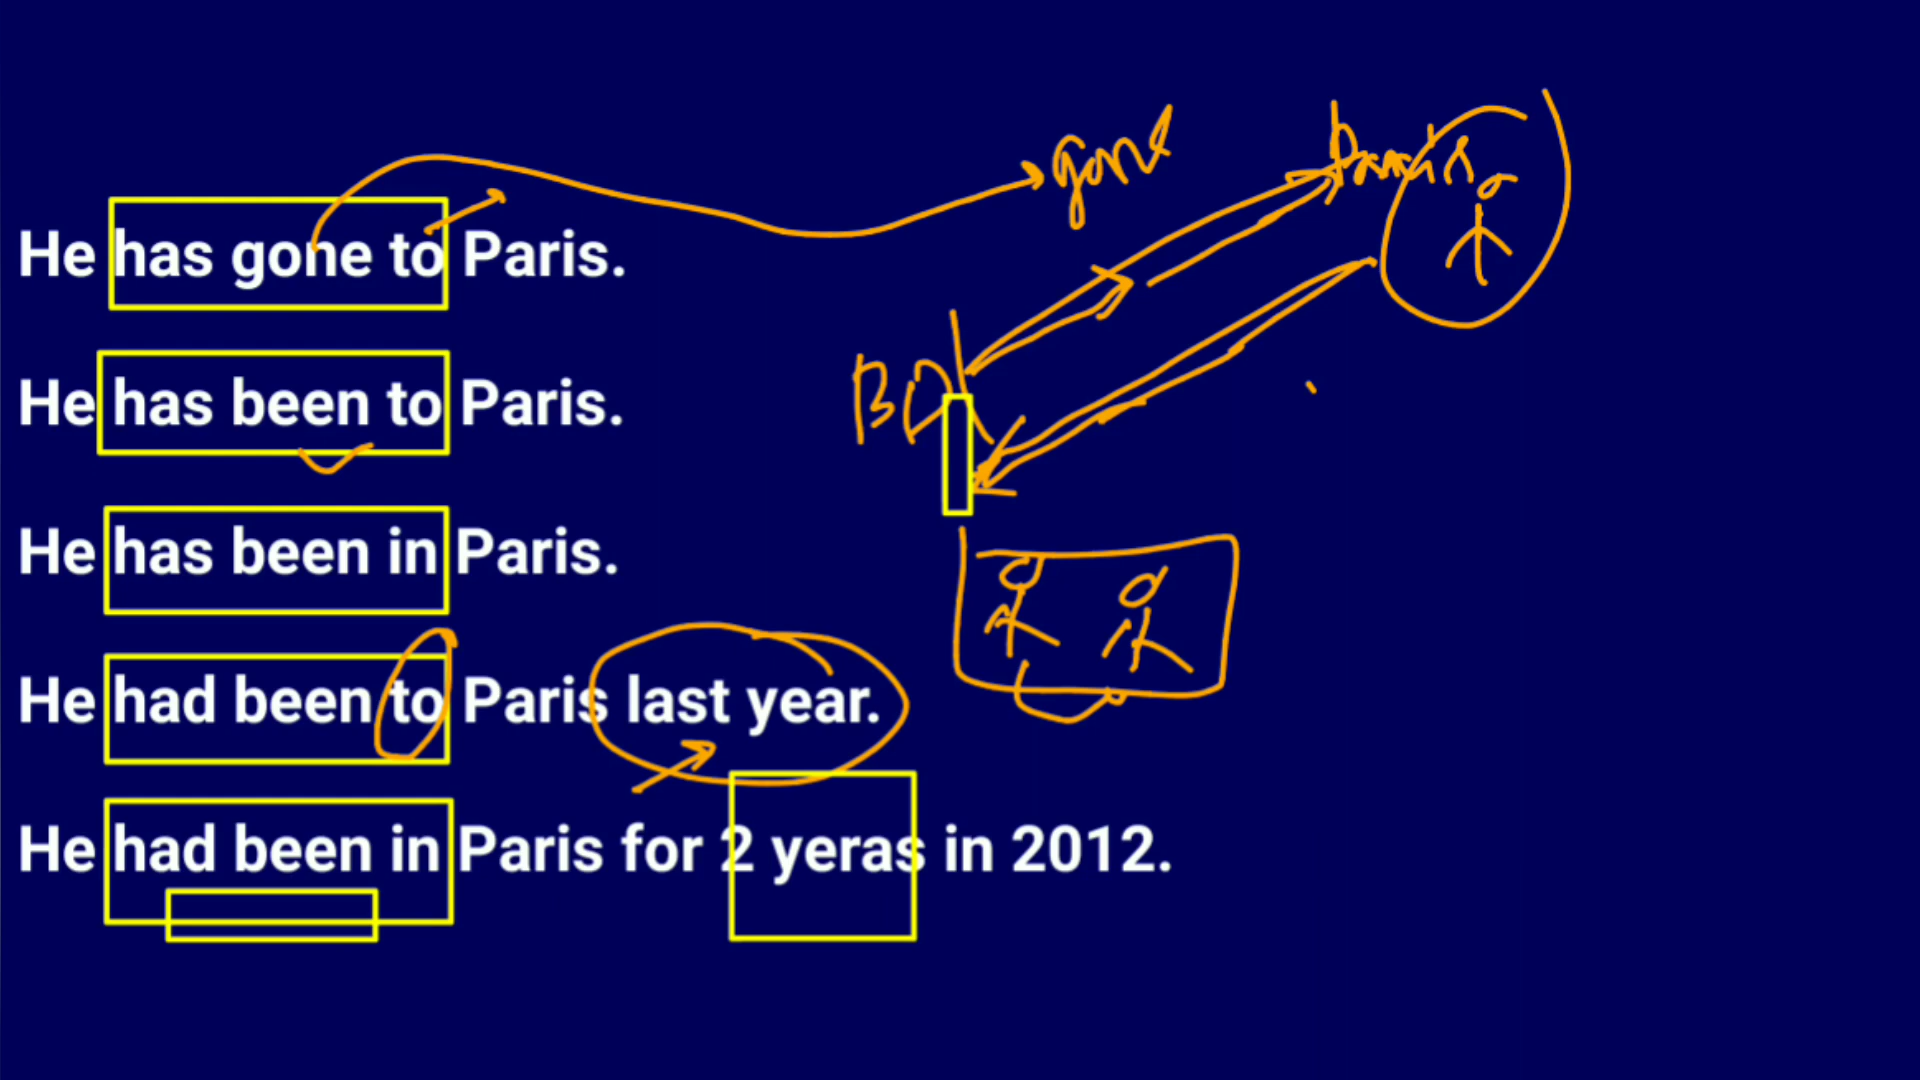 gone
Paris
He has gone to Paris.
He has been to Paris.
BD
He has been in Paris.
He had been to Paris last year.
He had been in Paris for 2 yeras in 2012.